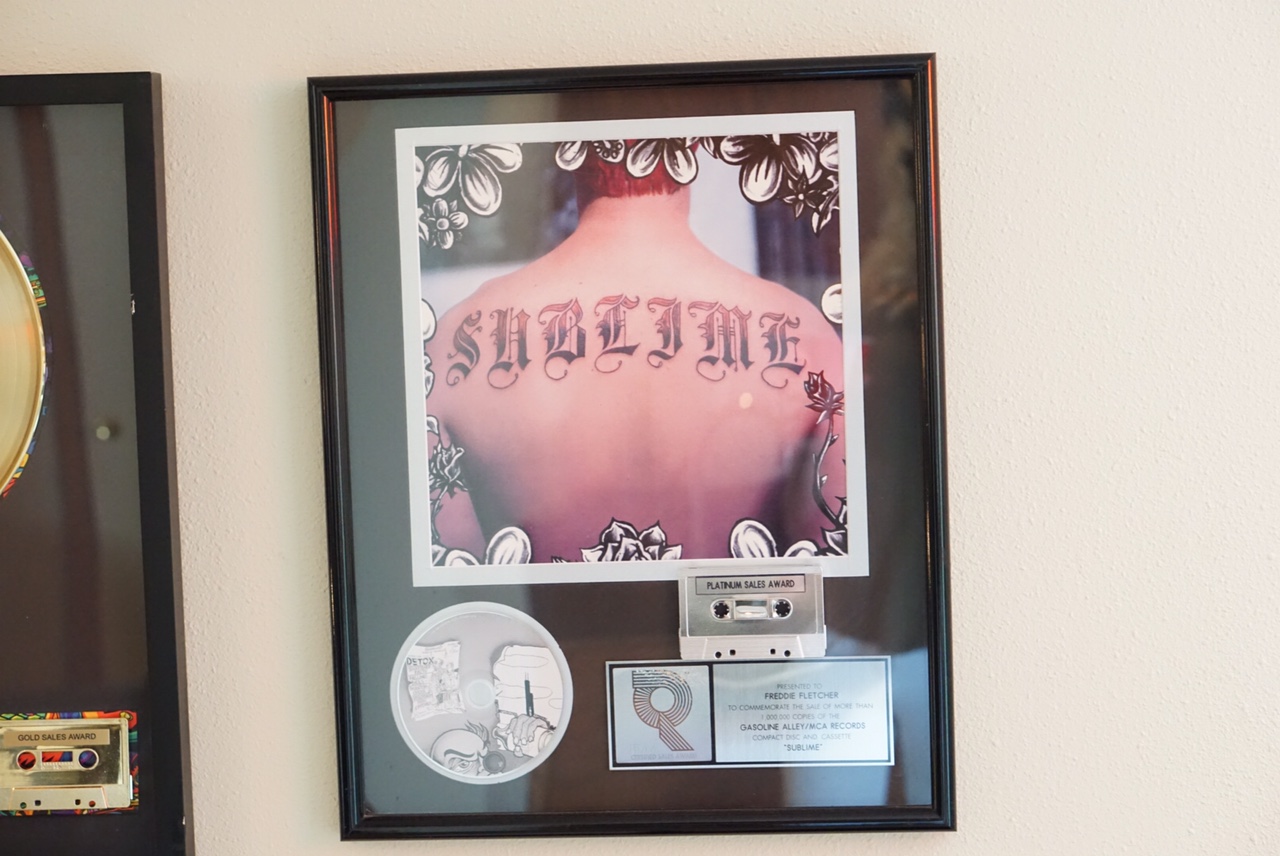 SUBLIME
PLATINUM SALES AWARD
DETOX
PRESENTED TO
FREDDIE FLETCHER
TO COMMEMORATE THE SALE OF MORE THAN
1,000,000 COPIES OF THE
GASOLINE ALLEY/MCA RECORDS
COMPACT DISC AND CASSETTE
"SUBLIME"
GOLD SALES AWARD